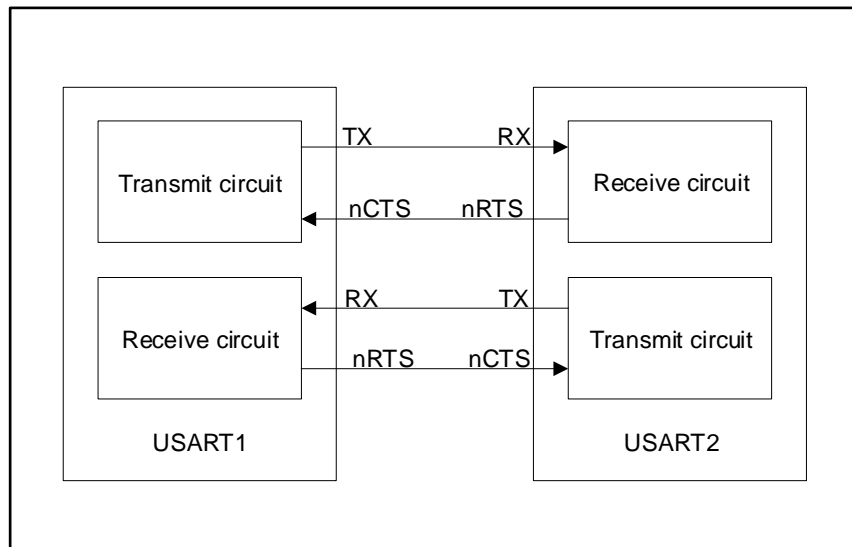 TX RX
Transmit circuit Receive circuit
nCTS nRTS
RX TX
Receive circuit Transmit circuit
nRTS nCTS
USART1 USART2